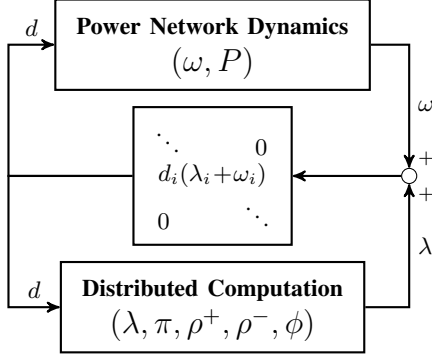 Power Network Dynamics
(ω, P)
d
ω
⋱ 0
d_i(λ_i+ω_i)
0 ⋱
+
+
λ
d
Distributed Computation
(λ, π, ρ⁺, ρ⁻, ϕ)